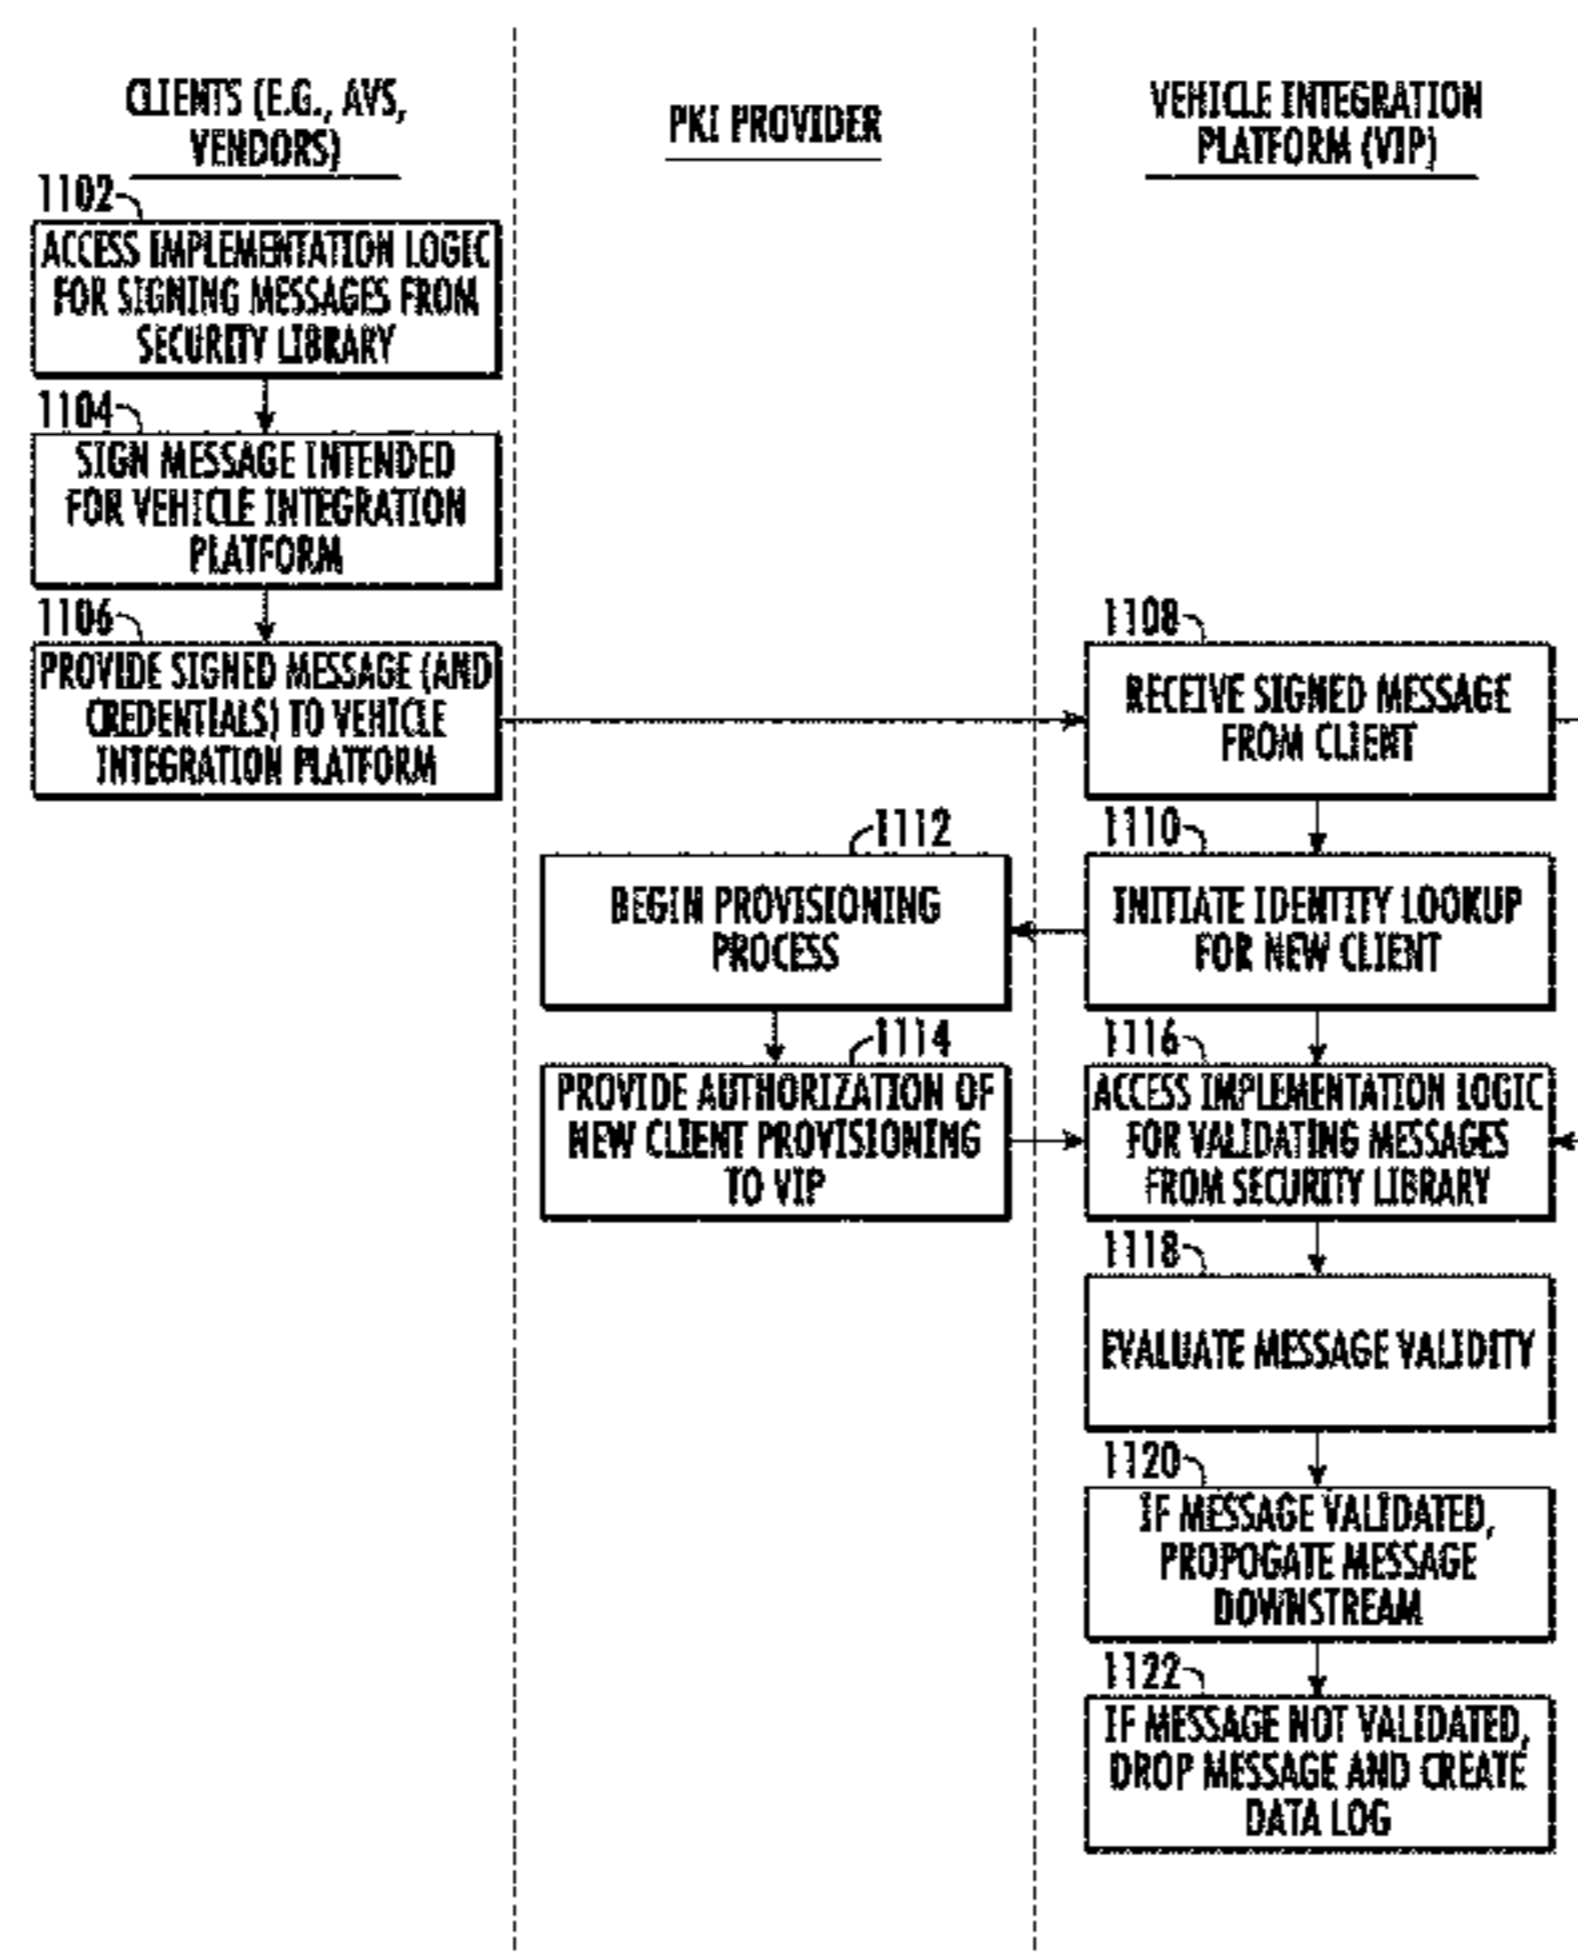 CLIENTS (E.G., AVS,
VENDORS)
PKI PROVIDER
VEHICLE INTEGRATION
PLATFORM (VIP)
1102
ACCESS IMPLEMENTATION LOGIC
FOR SIGNING MESSAGES FROM
SECURITY LIBRARY
1104
SIGN MESSAGE INTENDED
FOR VEHICLE INTEGRATION
PLATFORM
1106
PROVIDE SIGNED MESSAGE (AND
CREDENTIALS) TO VEHICLE
INTEGRATION PLATFORM
1108
RECEIVE SIGNED MESSAGE
FROM CLIENT
1110
INITIATE IDENTITY LOOKUP
FOR NEW CLIENT
1112
BEGIN PROVISIONING
PROCESS
1114
PROVIDE AUTHORIZATION OF
NEW CLIENT PROVISIONING
TO VIP
1116
ACCESS IMPLEMENTATION LOGIC
FOR VALIDATING MESSAGES
FROM SECURITY LIBRARY
1118
EVALUATE MESSAGE VALIDITY
1120
IF MESSAGE VALIDATED,
PROPOGATE MESSAGE
DOWNSTREAM
1122
IF MESSAGE NOT VALIDATED,
DROP MESSAGE AND CREATE
DATA LOG